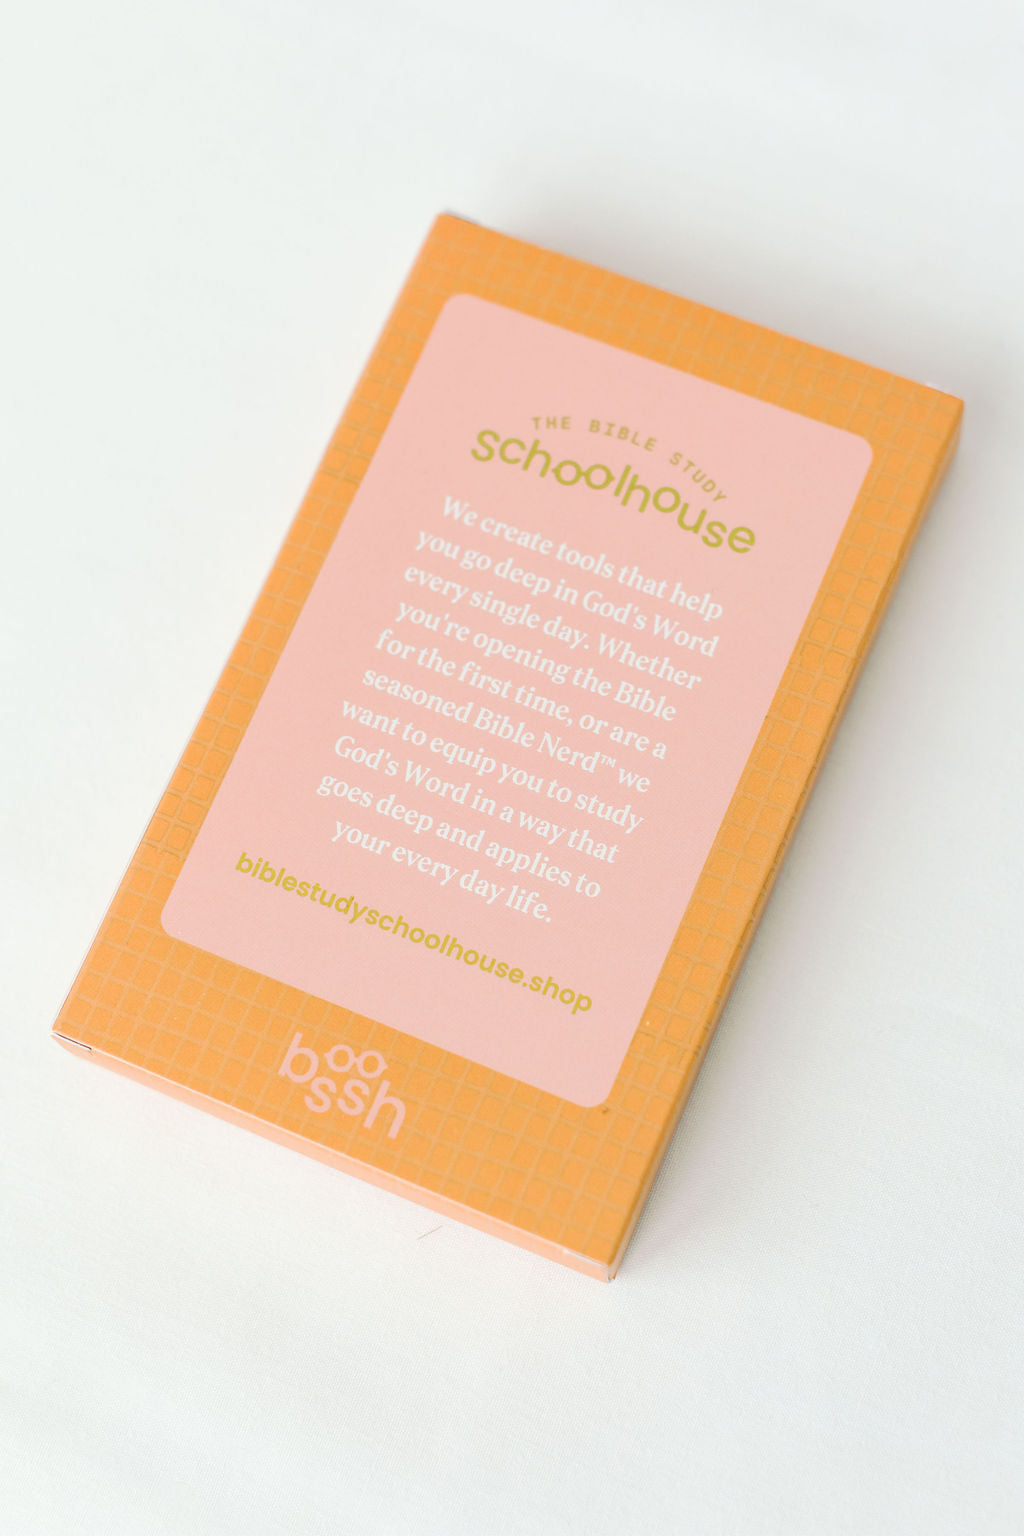 THE BIBLE STUDY
schoolhouse
We create tools that help
you go deep in God's Word
every single day. Whether
you're opening the Bible
for the first time, or are a
seasoned Bible Nerd™ we
want to equip you to study
God's Word in a way that
goes deep and applies to
your every day life.
biblestudyschoolhouse.shop
bssh